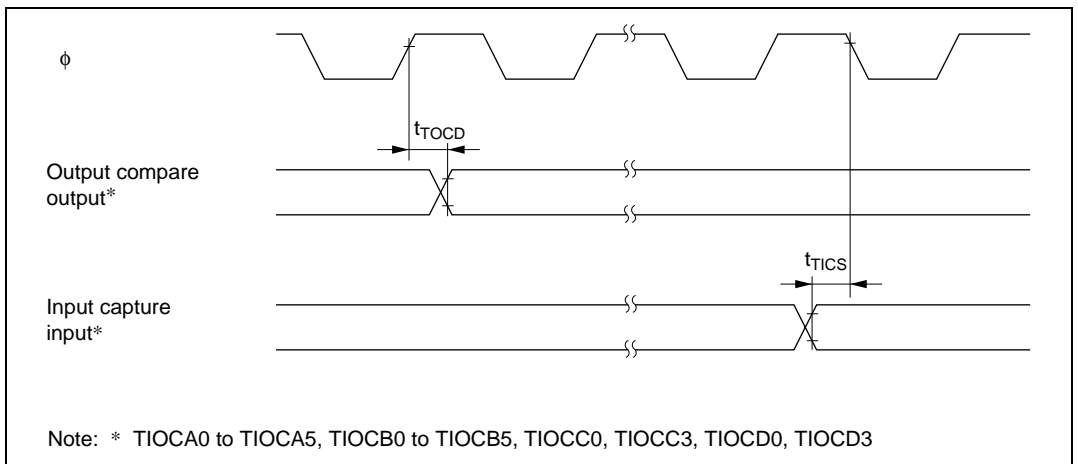 ϕ
tTOCD
Output compare
output*
tTICS
Input capture
input*
Note: * TIOCA0 to TIOCA5, TIOCB0 to TIOCB5, TIOCC0, TIOCC3, TIOCD0, TIOCD3